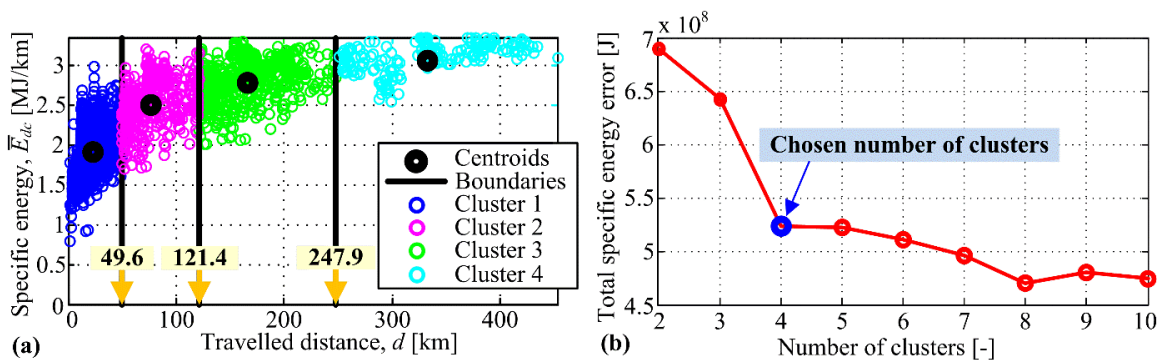 Specific energy, E̅dc [MJ/km]
3
2.5
2
1.5
1
0.5
0
0
100
200
300
400
49.6
121.4
247.9
Centroids
Boundaries
Cluster 1
Cluster 2
Cluster 3
Cluster 4
(a)
Travelled distance, d [km]
Total specific energy error [J]
7 x 10⁸
6.5
6
5.5
5
4.5
2
3
4
5
6
7
8
9
10
Chosen number of clusters
(b)
Number of clusters [-]